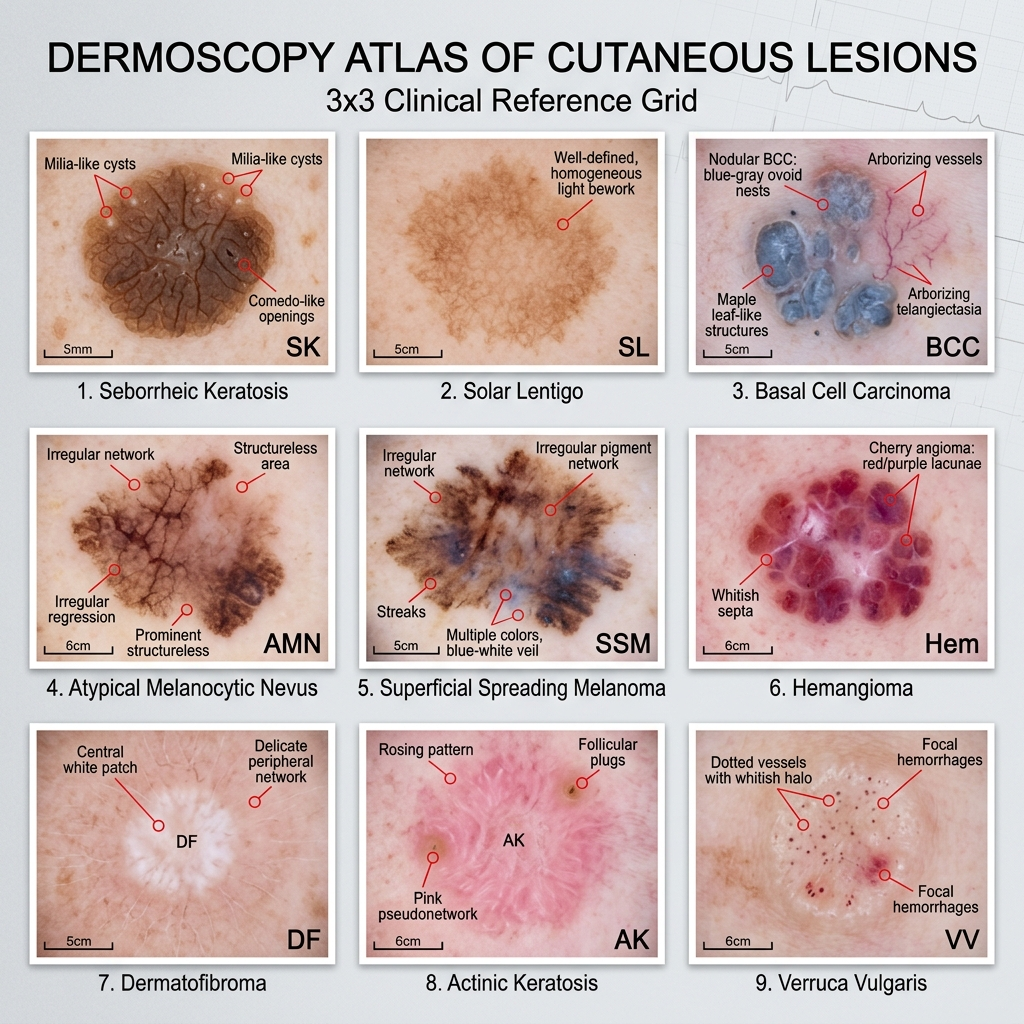 DERMOSCOPY ATLAS OF CUTANEOUS LESIONS
3x3 Clinical Reference Grid
Milia-like cysts
Milia-like cysts
Comedo-like
openings
5mm
SK
1. Seborrheic Keratosis
Well-defined,
homogeneous
light bework
5cm
SL
2. Solar Lentigo
Nodular BCC:
blue-gray ovoid
nests
Arborizing vessels
Maple
leaf-like
structures
Arborizing
telangiectasia
5cm
BCC
3. Basal Cell Carcinoma
Irregular network
Structureless
area
Irregular
regression
Prominent
structureless
6cm
AMN
4. Atypical Melanocytic Nevus
Irregular
network
Irregoular pigment
network
Streaks
Multiple colors,
blue-white veil
5cm
SSM
5. Superficial Spreading Melanoma
Cherry angioma:
red/purple lacunae
Whitish
septa
6cm
Hem
6. Hemangioma
Central
white patch
Delicate
peripheral
network
DF
5cm
DF
7. Dermatofibroma
Rosing pattern
Follicular
plugs
AK
Pink
pseudonetwork
6cm
AK
8. Actinic Keratosis
Dotted vessels
with whitish halo
Focal
hemorrhages
Focal
hemorrhages
6cm
VV
9. Verruca Vulgaris